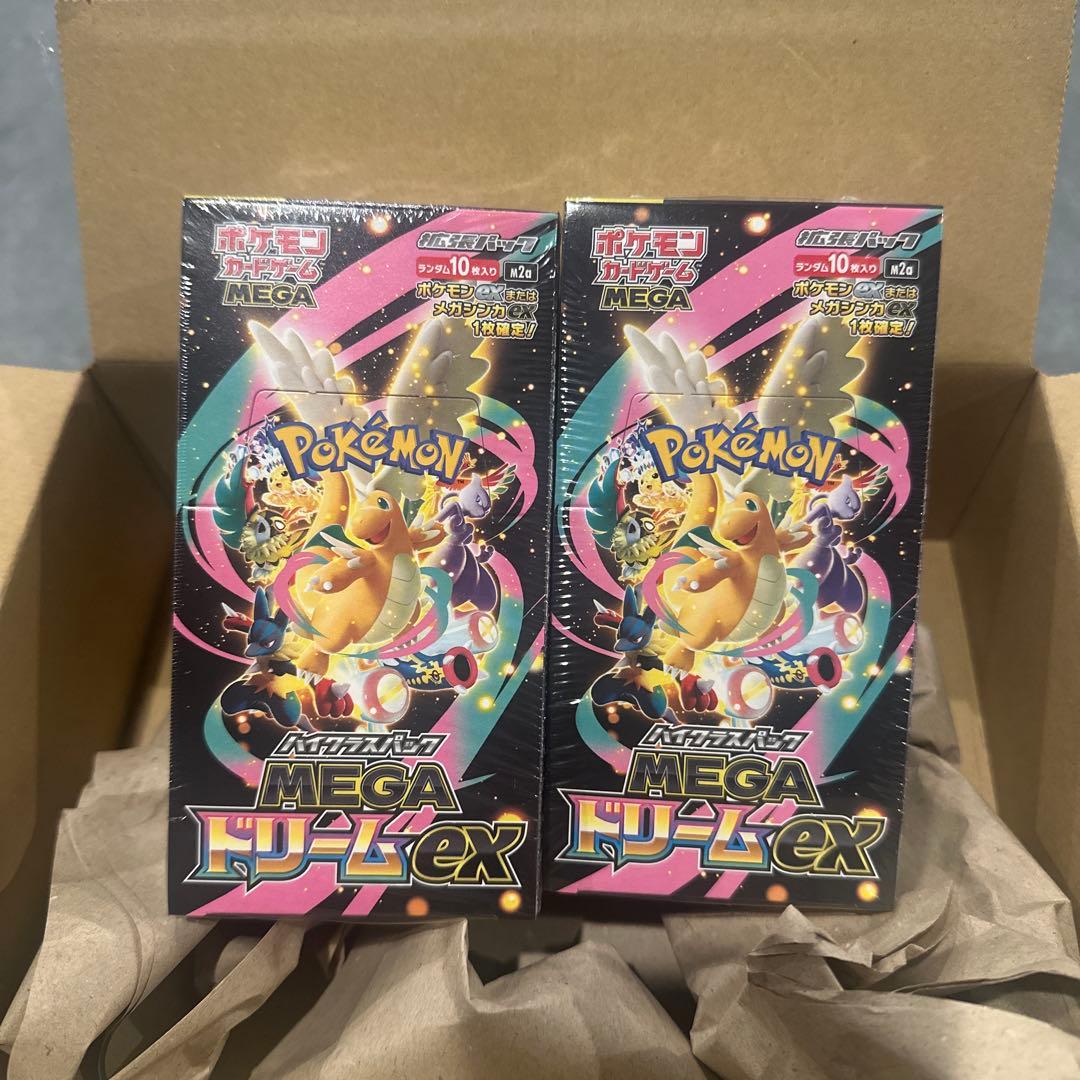 ポケモン
カードゲーム
MEGA
拡張パック
ランダム10枚入り M2a
ポケモンexまたは
メガシンカex
1枚確定!
POKÉMON
ハイクラスパック
MEGA
ドリームex
ポケモン
カードゲーム
MEGA
拡張パック
ランダム10枚入り M2a
ポケモンexまたは
メガシンカex
1枚確定!
POKÉMON
ハイクラスパック
MEGA
ドリームex